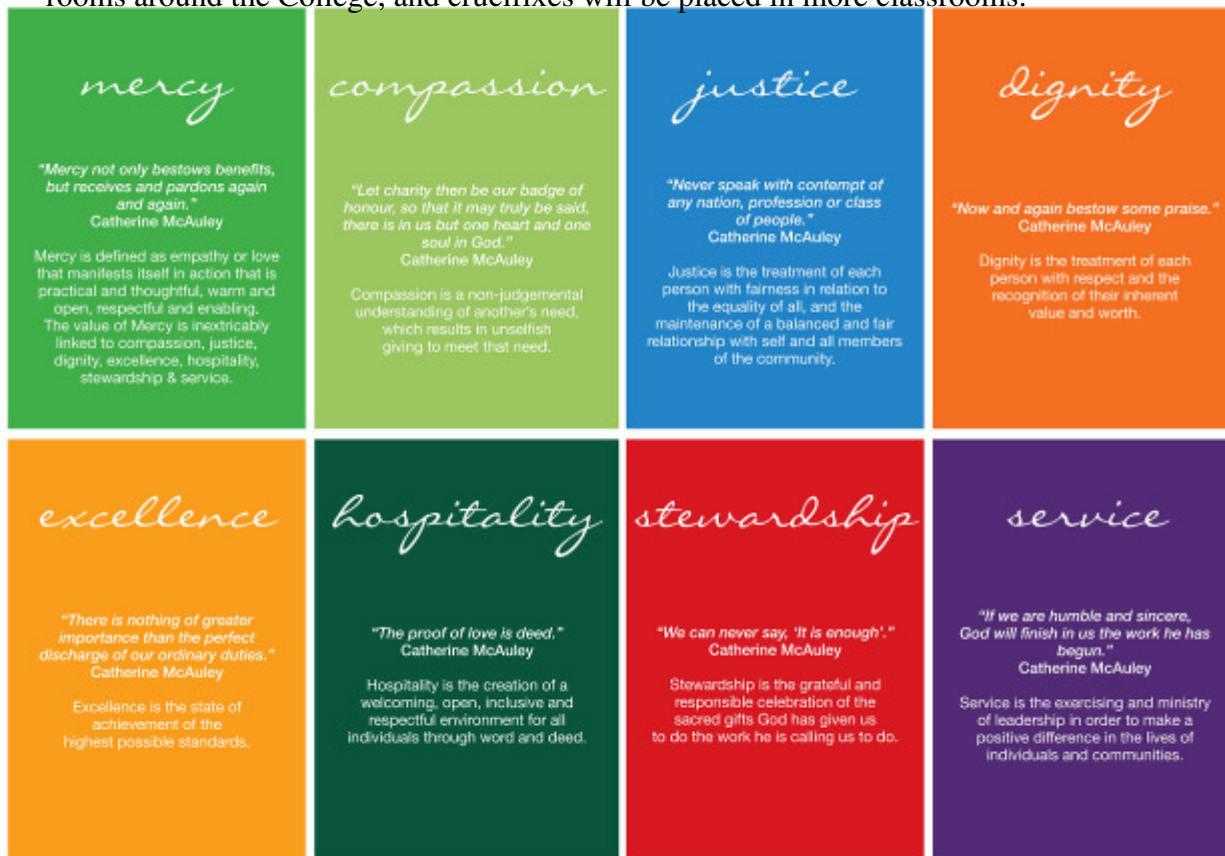 rooms around the College, and crucifixes will be placed in more classrooms.
mercy
"Mercy not only bestows benefits,
but receives and pardons again
and again."
Catherine McAuley
Mercy is defined as empathy or love
that manifests itself in action that is
practical and thoughtful, warm and
open, respectful and enabling.
The value of Mercy is inextricably
linked to compassion, justice,
dignity, excellence, hospitality,
stewardship & service.
compassion
"Let charity then be our badge of
honour, so that it may truly be said,
there is in us but one heart and one
soul in God."
Catherine McAuley
Compassion is a non-judgemental
understanding of another's need,
which results in unselfish
giving to meet that need.
justice
"Never speak with contempt of
any nation, profession or class
of people."
Catherine McAuley
Justice is the treatment of each
person with fairness in relation to
the equality of all, and the
maintenance of a balanced and fair
relationship with self and all members
of the community.
dignity
"Now and again bestow some praise."
Catherine McAuley
Dignity is the treatment of each
person with respect and the
recognition of their inherent
value and worth.
excellence
"There is nothing of greater
importance than the perfect
discharge of our ordinary duties."
Catherine McAuley
Excellence is the state of
achievement of the
highest possible standards.
hospitality
"The proof of love is deed."
Catherine McAuley
Hospitality is the creation of a
welcoming, open, inclusive and
respectful environment for all
individuals through word and deed.
stewardship
"We can never say, 'It is enough'."
Catherine McAuley
Stewardship is the grateful and
responsible celebration of the
sacred gifts God has given us
to do the work he is calling us to do.
service
"If we are humble and sincere,
God will finish in us the work he has
begun."
Catherine McAuley
Service is the exercising and ministry
of leadership in order to make a
positive difference in the lives of
individuals and communities.